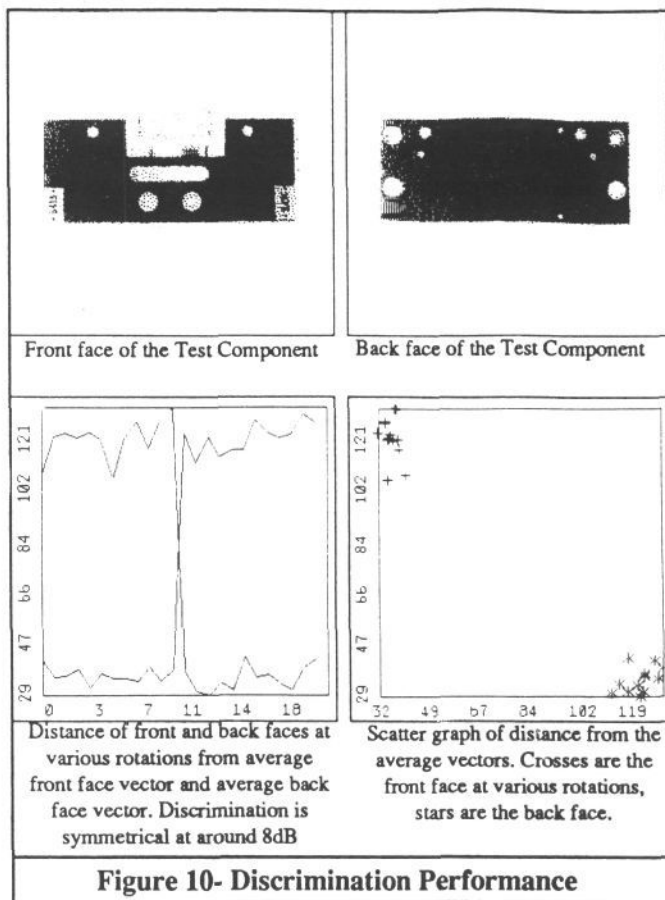 Front face of the Test Component
Back face of the Test Component
121
102
84
66
47
29
0 3 7 11 14 18
Distance of front and back faces at
various rotations from average
front face vector and average back
face vector. Discrimination is
symmetrical at around 8dB
121
102
84
66
47
29
32 49 67 84 102 119
Scatter graph of distance from the
average vectors. Crosses are the
front face at various rotations,
stars are the back face.
Figure 10- Discrimination Performance